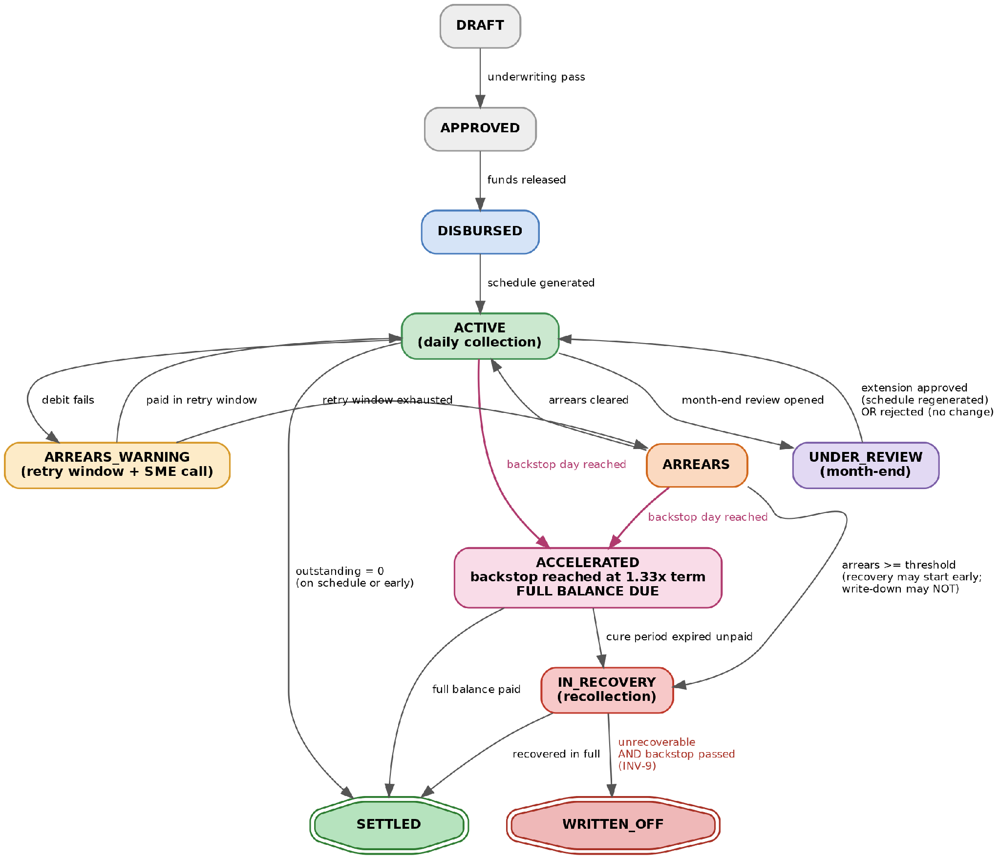 DRAFT
underwriting pass
APPROVED
funds released
DISBURSED
schedule generated
ACTIVE
(daily collection)
debit fails
paid in retry window
retry window exhausted
arrears cleared
month-end review opened
extension approved
(schedule regenerated)
OR rejected (no change)
ARREARS_WARNING
(retry window + SME call)
backstop day reached
ARREARS
UNDER_REVIEW
(month-end)
backstop day reached
ACCELERATED
backstop reached at 1.33x term
FULL BALANCE DUE
outstanding = 0
(on schedule or early)
arrears >= threshold
(recovery may start early;
write-down may NOT)
cure period expired unpaid
full balance paid
IN_RECOVERY
(recollection)
recovered in full
unrecoverable
AND backstop passed
(INV-9)
SETTLED
WRITTEN_OFF